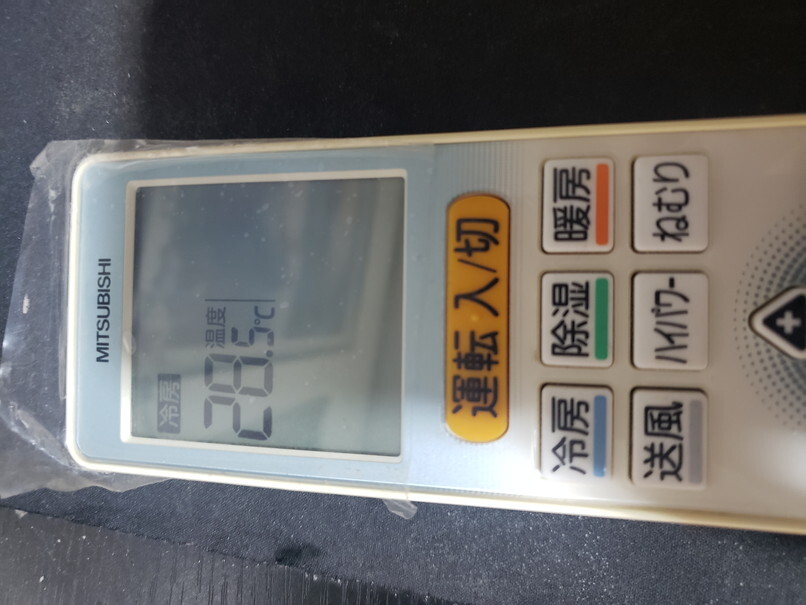 MITSUBISHI
冷房
温度
28.5℃
運転 入/切
冷房 除湿 暖房
送風 ハイパワー ねむり
+